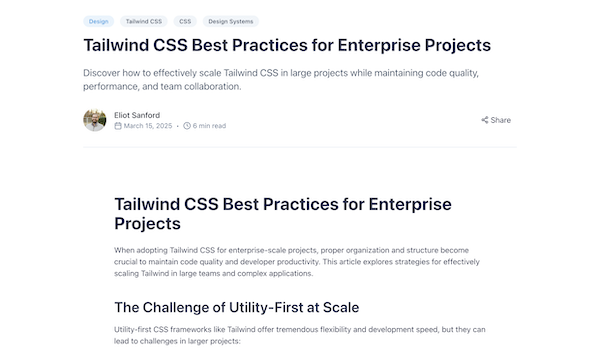 Design Tailwind CSS CSS Design Systems
Tailwind CSS Best Practices for Enterprise Projects
Discover how to effectively scale Tailwind CSS in large projects while maintaining code quality,
performance, and team collaboration.
Eliot Sanford
March 15, 2025 • 6 min read
Share
Tailwind CSS Best Practices for Enterprise
Projects
When adopting Tailwind CSS for enterprise-scale projects, proper organization and structure become
crucial to maintain code quality and developer productivity. This article explores strategies for effectively
scaling Tailwind in large teams and complex applications.
The Challenge of Utility-First at Scale
Utility-first CSS frameworks like Tailwind offer tremendous flexibility and development speed, but they can
lead to challenges in larger projects: